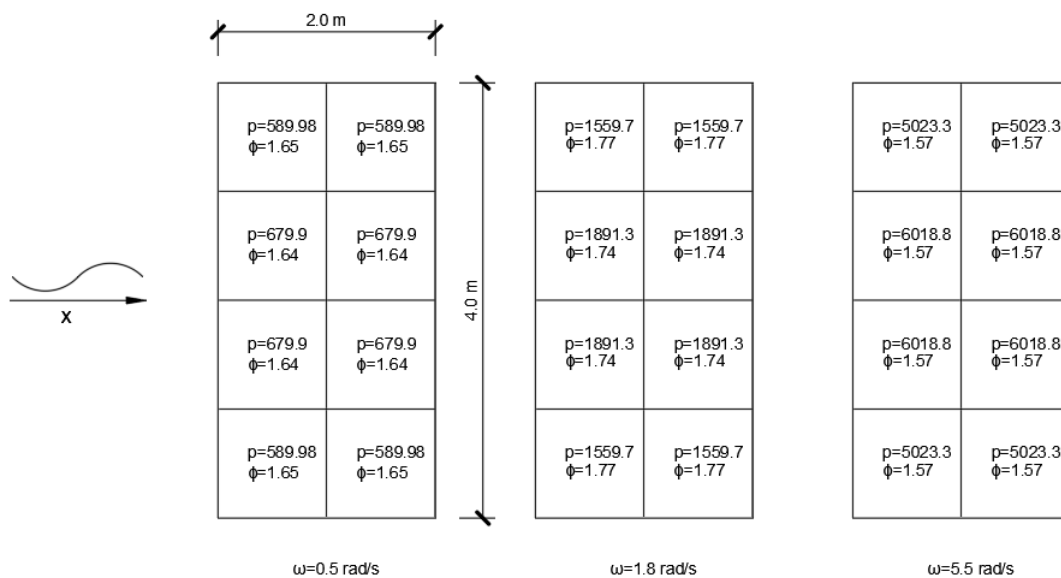 2.0 m
p=589.98 p=589.98 p=1559.7 p=1559.7 p=5023.3 p=5023.3
ϕ=1.65 ϕ=1.65 ϕ=1.77 ϕ=1.77 ϕ=1.57 ϕ=1.57
p=679.9 p=679.9 p=1891.3 p=1891.3 p=6018.8 p=6018.8
ϕ=1.64 ϕ=1.64 ϕ=1.74 ϕ=1.74 ϕ=1.57 ϕ=1.57
x
4.0 m
p=679.9 p=679.9 p=1891.3 p=1891.3 p=6018.8 p=6018.8
ϕ=1.64 ϕ=1.64 ϕ=1.74 ϕ=1.74 ϕ=1.57 ϕ=1.57
p=589.98 p=589.98 p=1559.7 p=1559.7 p=5023.3 p=5023.3
ϕ=1.65 ϕ=1.65 ϕ=1.77 ϕ=1.77 ϕ=1.57 ϕ=1.57
ω=0.5 rad/s ω=1.8 rad/s ω=5.5 rad/s